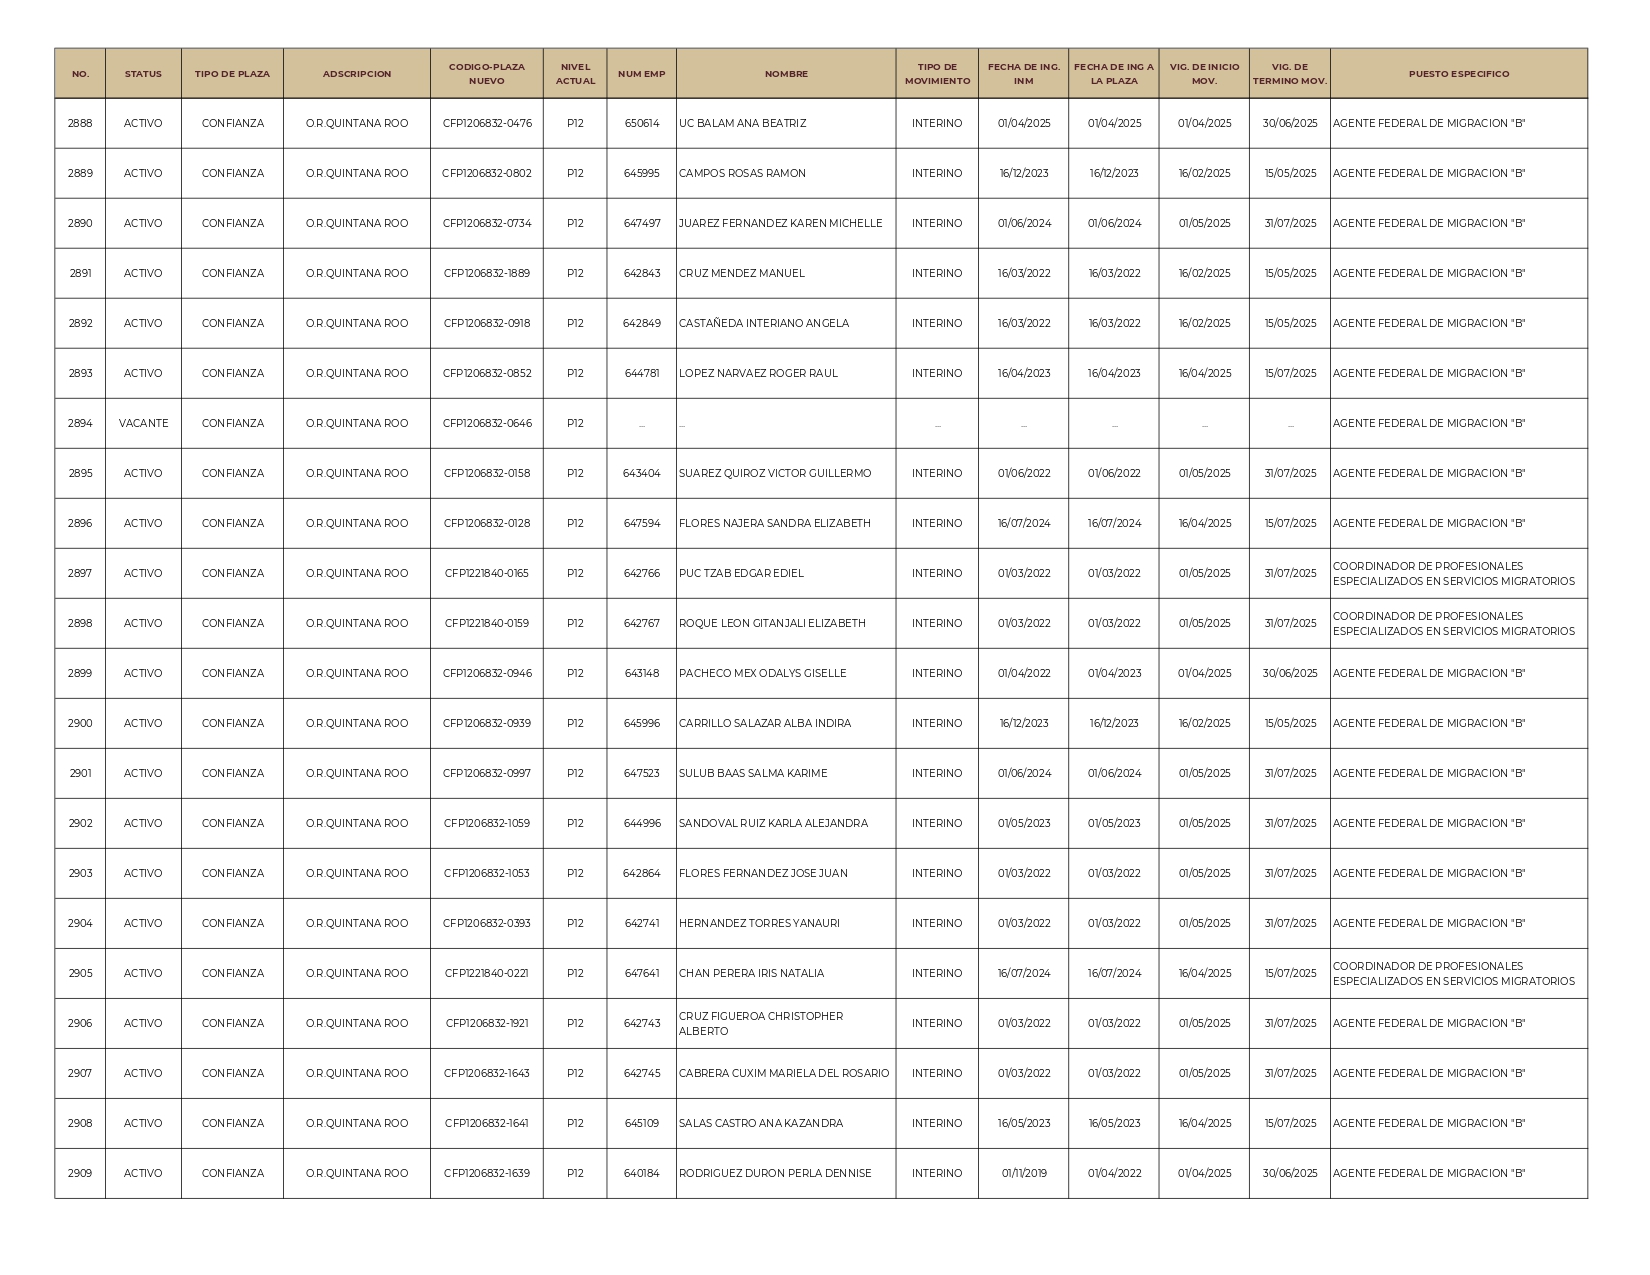 NO. STATUS TIPO DE PLAZA ADSCRIPCION CODIGO-PLAZA NUEVO NIVEL ACTUAL NUM EMP NOMBRE TIPO DE MOVIMIENTO FECHA DE ING. INM FECHA DE ING A LA PLAZA VIG. DE INICIO MOV. VIG. DE TERMINO MOV. PUESTO ESPECIFICO
2888 ACTIVO CONFIANZA O.R.QUINTANA ROO CFP1206832-0476 P12 650614 UC BALAM ANA BEATRIZ INTERINO 01/04/2025 01/04/2025 01/04/2025 30/06/2025 AGENTE FEDERAL DE MIGRACION "B"
2889 ACTIVO CONFIANZA O.R.QUINTANA ROO CFP1206832-0802 P12 645995 CAMPOS ROSAS RAMON INTERINO 16/12/2023 16/12/2023 16/02/2025 15/05/2025 AGENTE FEDERAL DE MIGRACION "B"
2890 ACTIVO CONFIANZA O.R.QUINTANA ROO CFP1206832-0734 P12 647497 JUAREZ FERNANDEZ KAREN MICHELLE INTERINO 01/06/2024 01/06/2024 01/05/2025 31/07/2025 AGENTE FEDERAL DE MIGRACION "B"
2891 ACTIVO CONFIANZA O.R.QUINTANA ROO CFP1206832-1889 P12 642843 CRUZ MENDEZ MANUEL INTERINO 16/03/2022 16/03/2022 16/02/2025 15/05/2025 AGENTE FEDERAL DE MIGRACION "B"
2892 ACTIVO CONFIANZA O.R.QUINTANA ROO CFP1206832-0918 P12 642849 CASTAÑEDA INTERIANO ANGELA INTERINO 16/03/2022 16/03/2022 16/02/2025 15/05/2025 AGENTE FEDERAL DE MIGRACION "B"
2893 ACTIVO CONFIANZA O.R.QUINTANA ROO CFP1206832-0852 P12 644781 LOPEZ NARVAEZ ROGER RAUL INTERINO 16/04/2023 16/04/2023 16/04/2025 15/07/2025 AGENTE FEDERAL DE MIGRACION "B"
2894 VACANTE CONFIANZA O.R.QUINTANA ROO CFP1206832-0646 P12 ... ... ... ... ... ... ... AGENTE FEDERAL DE MIGRACION "B"
2895 ACTIVO CONFIANZA O.R.QUINTANA ROO CFP1206832-0158 P12 643404 SUAREZ QUIROZ VICTOR GUILLERMO INTERINO 01/06/2022 01/06/2022 01/05/2025 31/07/2025 AGENTE FEDERAL DE MIGRACION "B"
2896 ACTIVO CONFIANZA O.R.QUINTANA ROO CFP1206832-0128 P12 647594 FLORES NAJERA SANDRA ELIZABETH INTERINO 16/07/2024 16/07/2024 16/04/2025 15/07/2025 AGENTE FEDERAL DE MIGRACION "B"
2897 ACTIVO CONFIANZA O.R.QUINTANA ROO CFP1221840-0165 P12 642766 PUC TZAB EDGAR EDIEL INTERINO 01/03/2022 01/03/2022 01/05/2025 31/07/2025 COORDINADOR DE PROFESIONALES
ESPECIALIZADOS EN SERVICIOS MIGRATORIOS
2898 ACTIVO CONFIANZA O.R.QUINTANA ROO CFP1221840-0159 P12 642767 ROQUE LEON GITANJALI ELIZABETH INTERINO 01/03/2022 01/03/2022 01/05/2025 31/07/2025 COORDINADOR DE PROFESIONALES
ESPECIALIZADOS EN SERVICIOS MIGRATORIOS
2899 ACTIVO CONFIANZA O.R.QUINTANA ROO CFP1206832-0946 P12 643148 PACHECO MEX ODALYS GISELLE INTERINO 01/04/2022 01/04/2023 01/04/2025 30/06/2025 AGENTE FEDERAL DE MIGRACION "B"
2900 ACTIVO CONFIANZA O.R.QUINTANA ROO CFP1206832-0939 P12 645996 CARRILLO SALAZAR ALBA INDIRA INTERINO 16/12/2023 16/12/2023 16/02/2025 15/05/2025 AGENTE FEDERAL DE MIGRACION "B"
2901 ACTIVO CONFIANZA O.R.QUINTANA ROO CFP1206832-0997 P12 647523 SULUB BAAS SALMA KARIME INTERINO 01/06/2024 01/06/2024 01/05/2025 31/07/2025 AGENTE FEDERAL DE MIGRACION "B"
2902 ACTIVO CONFIANZA O.R.QUINTANA ROO CFP1206832-1059 P12 644996 SANDOVAL RUIZ KARLA ALEJANDRA INTERINO 01/05/2023 01/05/2023 01/05/2025 31/07/2025 AGENTE FEDERAL DE MIGRACION "B"
2903 ACTIVO CONFIANZA O.R.QUINTANA ROO CFP1206832-1053 P12 642864 FLORES FERNANDEZ JOSE JUAN INTERINO 01/03/2022 01/03/2022 01/05/2025 31/07/2025 AGENTE FEDERAL DE MIGRACION "B"
2904 ACTIVO CONFIANZA O.R.QUINTANA ROO CFP1206832-0393 P12 642741 HERNANDEZ TORRES YANAURI INTERINO 01/03/2022 01/03/2022 01/05/2025 31/07/2025 AGENTE FEDERAL DE MIGRACION "B"
2905 ACTIVO CONFIANZA O.R.QUINTANA ROO CFP1221840-0221 P12 647641 CHAN PERERA IRIS NATALIA INTERINO 16/07/2024 16/07/2024 16/04/2025 15/07/2025 COORDINADOR DE PROFESIONALES
ESPECIALIZADOS EN SERVICIOS MIGRATORIOS
2906 ACTIVO CONFIANZA O.R.QUINTANA ROO CFP1206832-1921 P12 642743 CRUZ FIGUEROA CHRISTOPHER ALBERTO INTERINO 01/03/2022 01/03/2022 01/05/2025 31/07/2025 AGENTE FEDERAL DE MIGRACION "B"
2907 ACTIVO CONFIANZA O.R.QUINTANA ROO CFP1206832-1643 P12 642745 CABRERA CUXIM MARIELA DEL ROSARIO INTERINO 01/03/2022 01/03/2022 01/05/2025 31/07/2025 AGENTE FEDERAL DE MIGRACION "B"
2908 ACTIVO CONFIANZA O.R.QUINTANA ROO CFP1206832-1641 P12 645109 SALAS CASTRO ANA KAZANDRA INTERINO 16/05/2023 16/05/2023 16/04/2025 15/07/2025 AGENTE FEDERAL DE MIGRACION "B"
2909 ACTIVO CONFIANZA O.R.QUINTANA ROO CFP1206832-1639 P12 640184 RODRIGUEZ DURON PERLA DENNISE INTERINO 01/11/2019 01/04/2022 01/04/2025 30/06/2025 AGENTE FEDERAL DE MIGRACION "B"